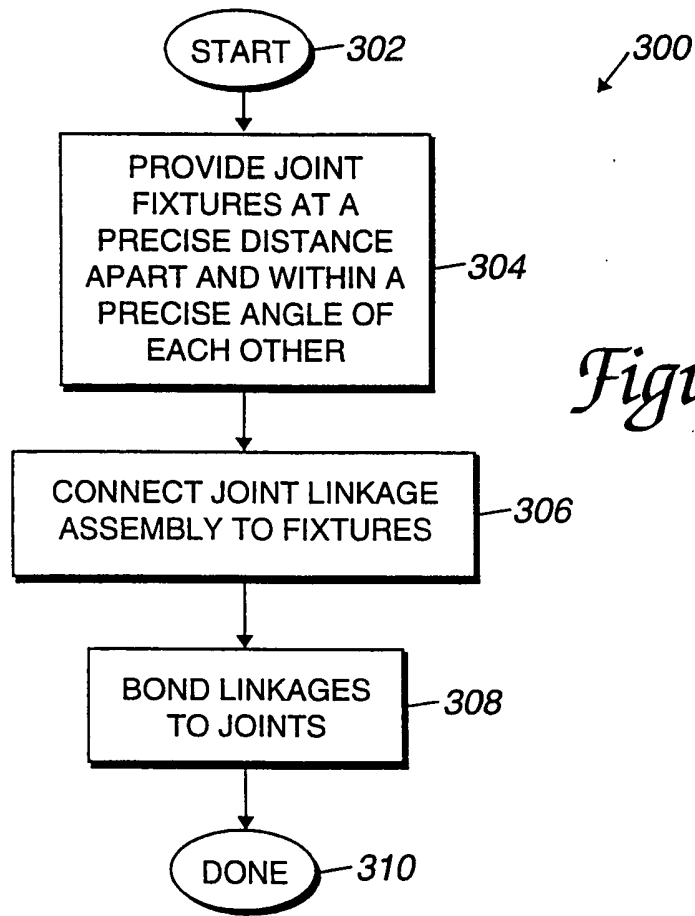 START
302
300
PROVIDE JOINT
FIXTURES AT A
PRECISE DISTANCE
APART AND WITHIN A
PRECISE ANGLE OF
EACH OTHER
304
CONNECT JOINT LINKAGE
ASSEMBLY TO FIXTURES
306
BOND LINKAGES
TO JOINTS
308
DONE
310